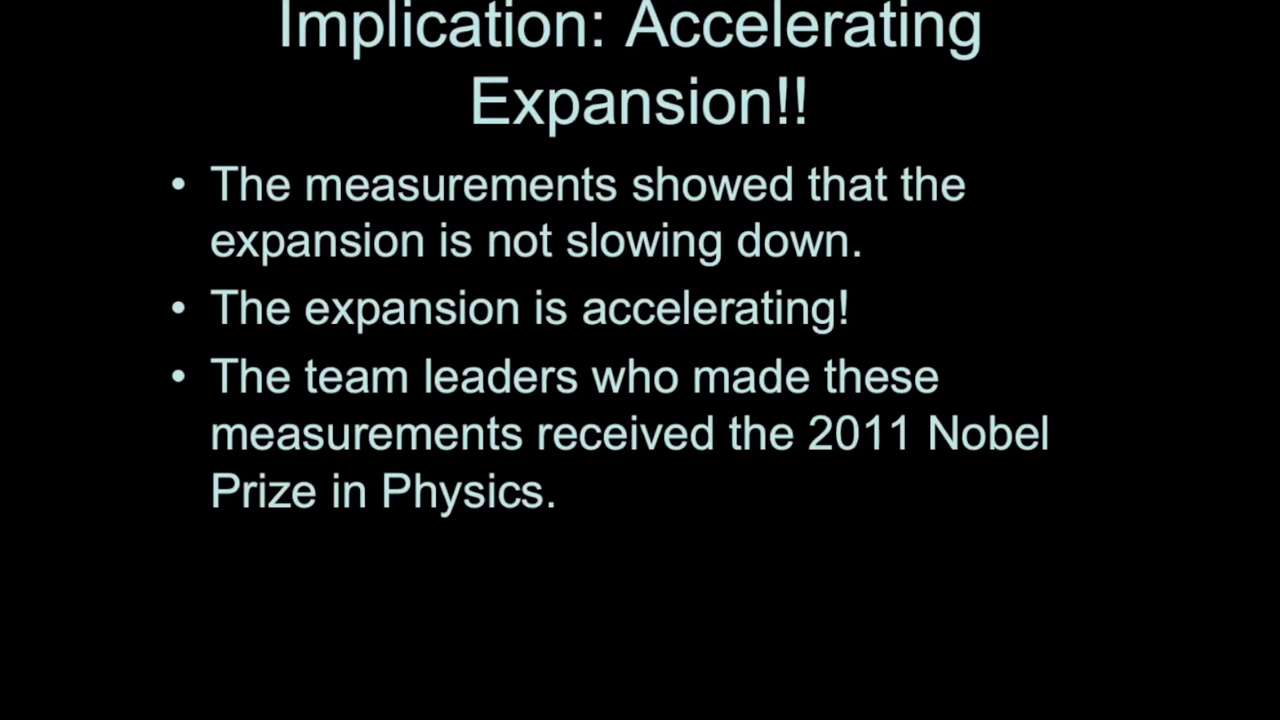 Implication: Accelerating
Expansion!!
• The measurements showed that the
expansion is not slowing down.
• The expansion is accelerating!
• The team leaders who made these
measurements received the 2011 Nobel
Prize in Physics.